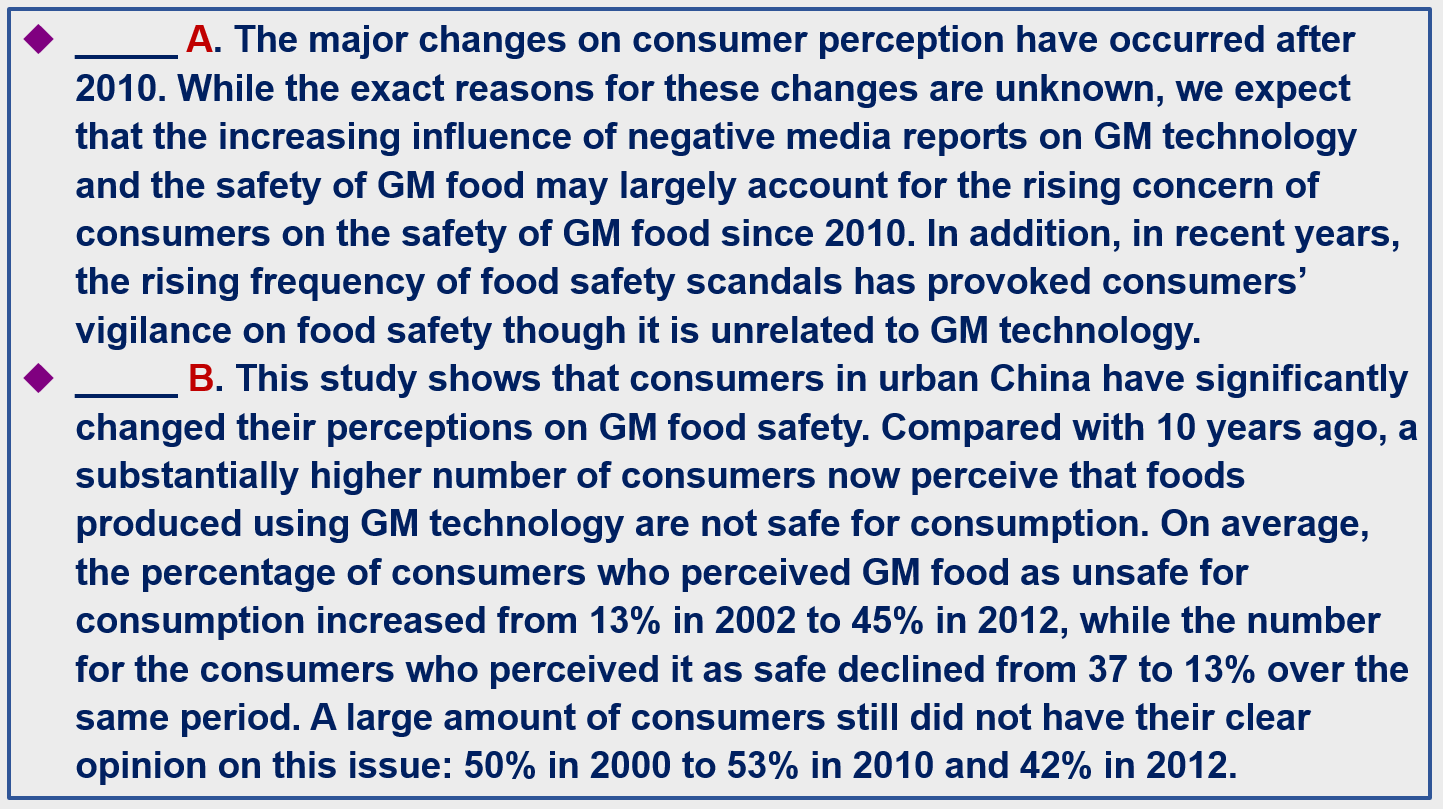 ◆ _____ A. The major changes on consumer perception have occurred after
2010. While the exact reasons for these changes are unknown, we expect
that the increasing influence of negative media reports on GM technology
and the safety of GM food may largely account for the rising concern of
consumers on the safety of GM food since 2010. In addition, in recent years,
the rising frequency of food safety scandals has provoked consumers’
vigilance on food safety though it is unrelated to GM technology.
◆ _____ B. This study shows that consumers in urban China have significantly
changed their perceptions on GM food safety. Compared with 10 years ago, a
substantially higher number of consumers now perceive that foods
produced using GM technology are not safe for consumption. On average,
the percentage of consumers who perceived GM food as unsafe for
consumption increased from 13% in 2002 to 45% in 2012, while the number
for the consumers who perceived it as safe declined from 37 to 13% over the
same period. A large amount of consumers still did not have their clear
opinion on this issue: 50% in 2000 to 53% in 2010 and 42% in 2012.